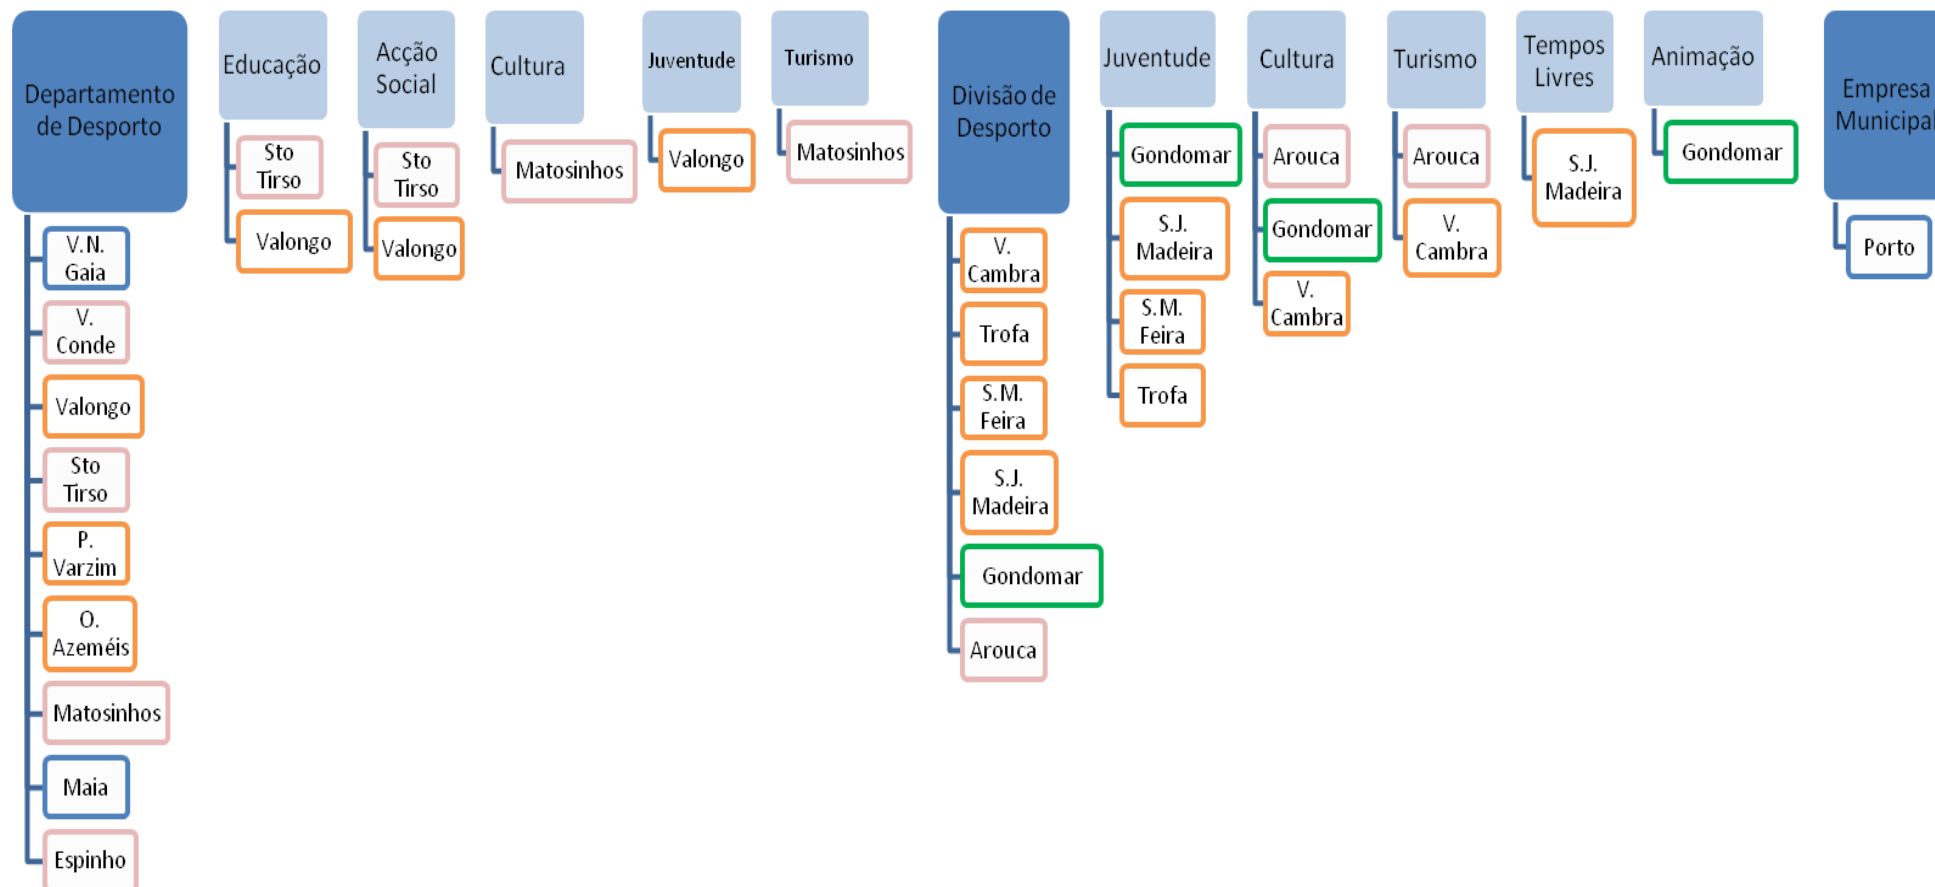 Departamento
de Desporto
V.N.
Gaia
V.
Conde
Valongo
Sto
Tirso
P.
Varzim
O.
Azeméis
Matosinhos
Maia
Espinho
Educação
Sto
Tirso
Valongo
Acção
Social
Sto
Tirso
Valongo
Cultura
Matosinhos
Juventude
Valongo
Turismo
Matosinhos
Divisão de
Desporto
V.
Cambra
Trofa
S.M.
Feira
S.J.
Madeira
Gondomar
Arouca
Juventude
Gondomar
S.J.
Madeira
S.M.
Feira
Trofa
Cultura
Arouca
Gondomar
V.
Cambra
Turismo
Arouca
V.
Cambra
Tempos
Livres
S.J.
Madeira
Animação
Gondomar
Empresa
Municipal
Porto